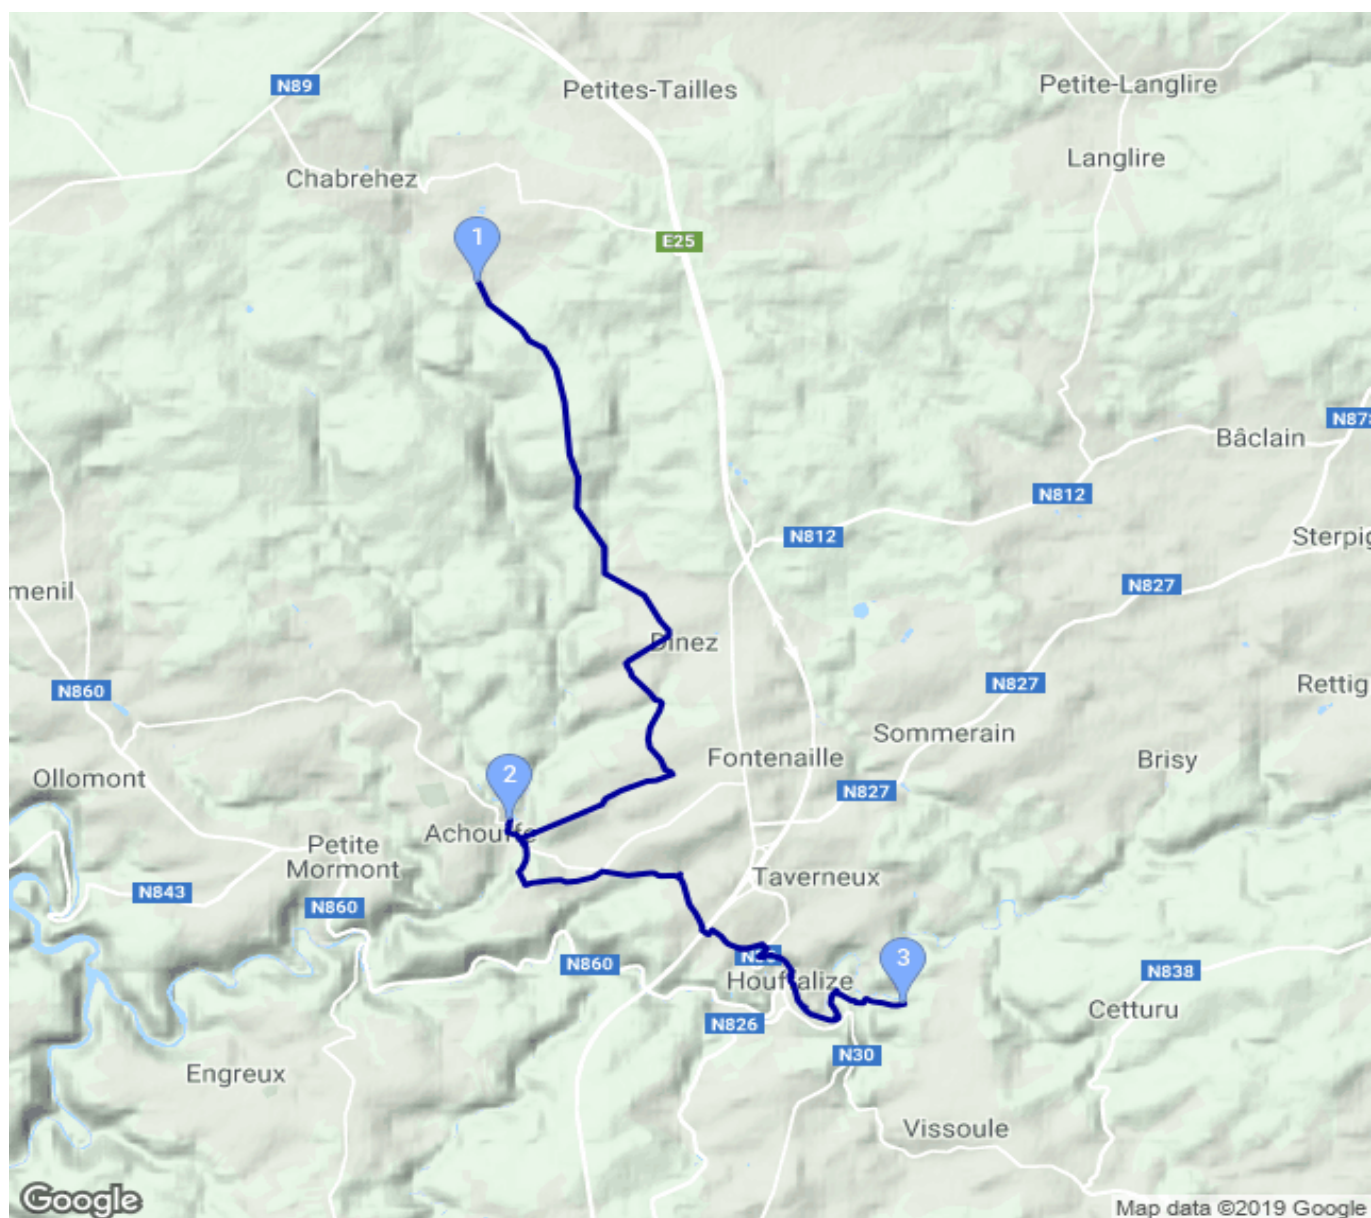 N89
Petites-Tailles
Petite-Langlire
Langlire
Chabrehez
1
E25
Bâclain
N812
N812
Sterpig
N827
menil
Dinez
N860
N827
Rettig
Sommerain
Fontenaille
Brisy
Ollomont
2
N827
Achouffe
Petite
Mormont
Taverneux
N843
N860
N860
3
Houffalize
N838
Cetturu
N826
N30
Engreux
Vissoule
Google
Map data ©2019 Google